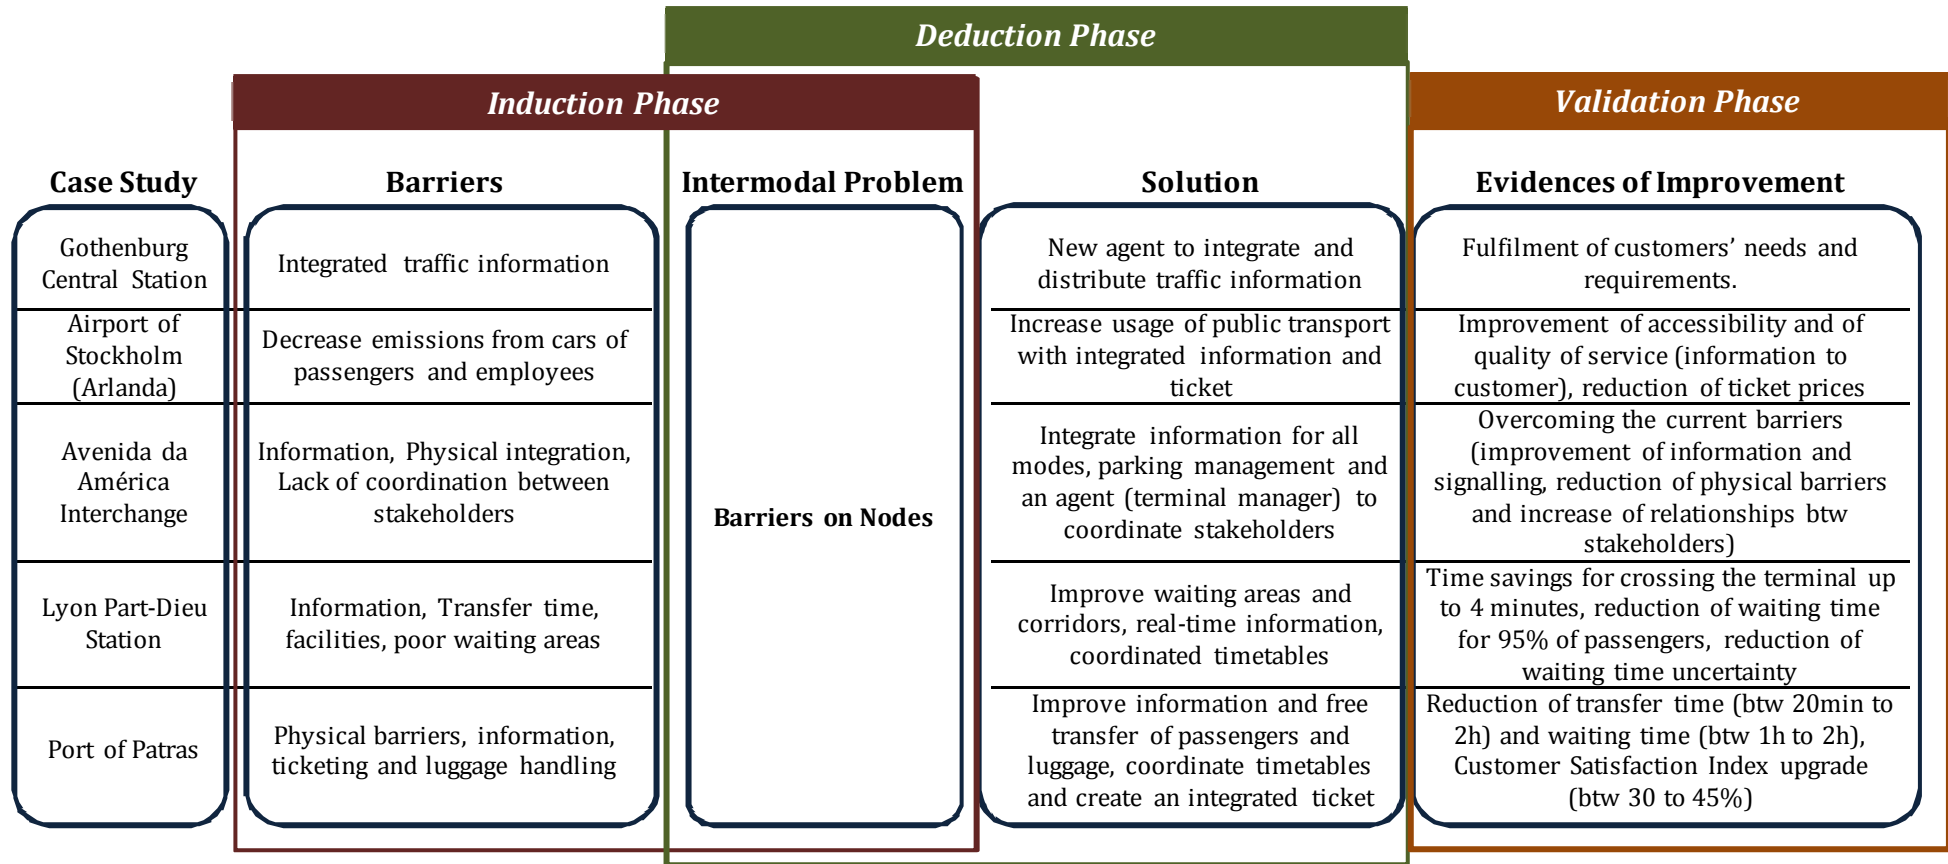 Deduction Phase
Induction Phase
Validation Phase
Case Study
Barriers
Intermodal Problem
Solution
Evidences of Improvement
Gothenburg
Central Station
Integrated traffic information
New agent to integrate and
distribute traffic information
Fulfilment of customers’ needs and
requirements.
Airport of
Stockholm
(Arlanda)
Decrease emissions from cars of
passengers and employees
Increase usage of public transport
with integrated information and
ticket
Improvement of accessibility and of
quality of service (information to
customer), reduction of ticket prices
Avenida da
América
Interchange
Information, Physical integration,
Lack of coordination between
stakeholders
Barriers on Nodes
Integrate information for all
modes, parking management and
an agent (terminal manager) to
coordinate stakeholders
Overcoming the current barriers
(improvement of information and
signalling, reduction of physical barriers
and increase of relationships btw
stakeholders)
Lyon Part-Dieu
Station
Information, Transfer time,
facilities, poor waiting areas
Improve waiting areas and
corridors, real-time information,
coordinated timetables
Time savings for crossing the terminal up
to 4 minutes, reduction of waiting time
for 95% of passengers, reduction of
waiting time uncertainty
Port of Patras
Physical barriers, information,
ticketing and luggage handling
Improve information and free
transfer of passengers and
luggage, coordinate timetables
and create an integrated ticket
Reduction of transfer time (btw 20min to
2h) and waiting time (btw 1h to 2h),
Customer Satisfaction Index upgrade
(btw 30 to 45%)